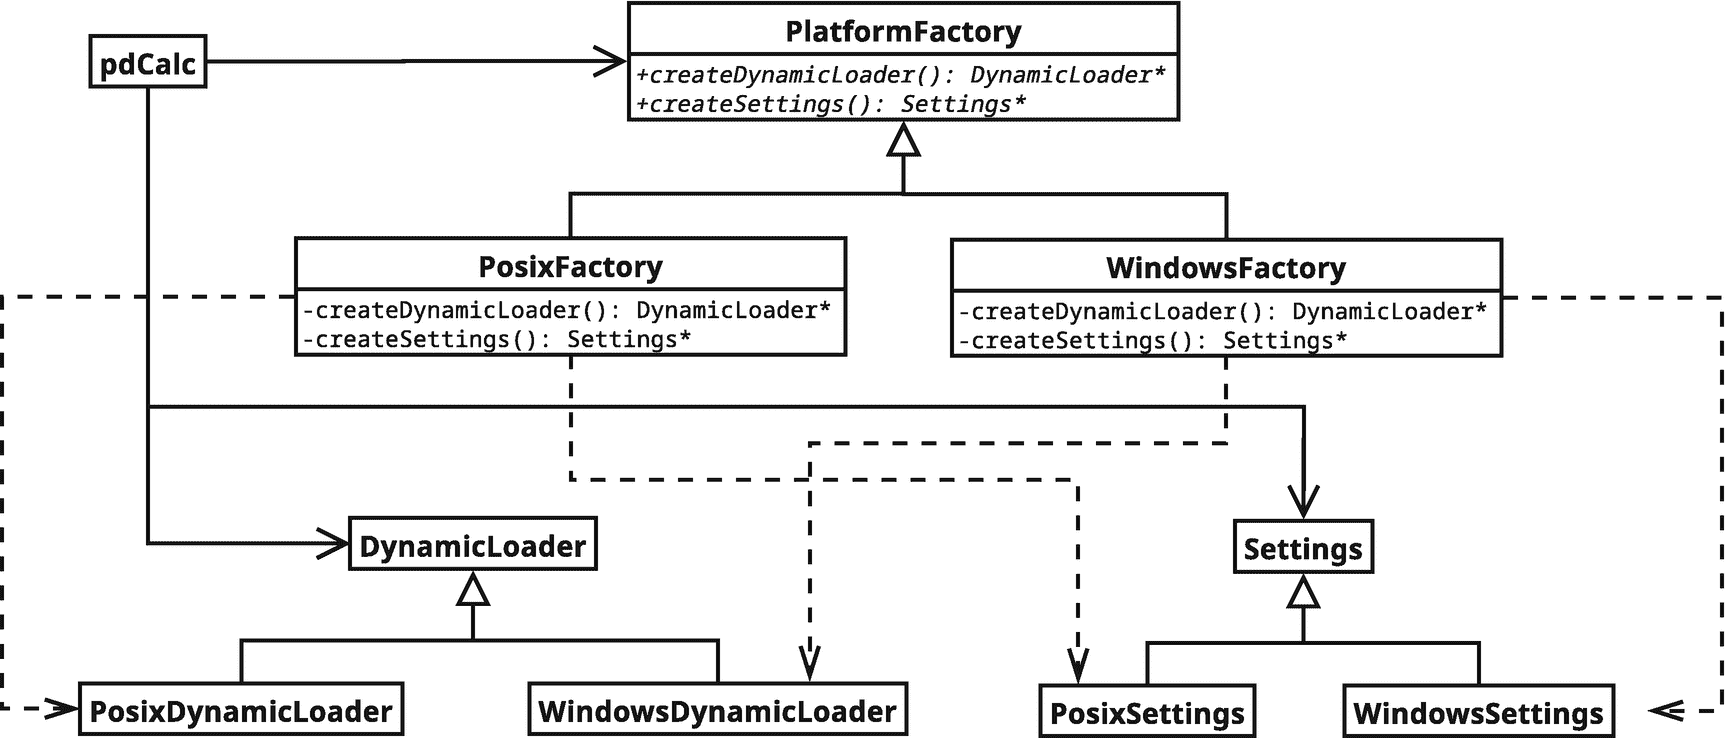 PlatformFactory
+createDynamicLoader(): DynamicLoader*
+createSettings(): Settings*
pdCalc
PosixFactory
-createDynamicLoader(): DynamicLoader*
-createSettings(): Settings*
WindowsFactory
-createDynamicLoader(): DynamicLoader*
-createSettings(): Settings*
DynamicLoader
Settings
PosixDynamicLoader
WindowsDynamicLoader
PosixSettings
WindowsSettings